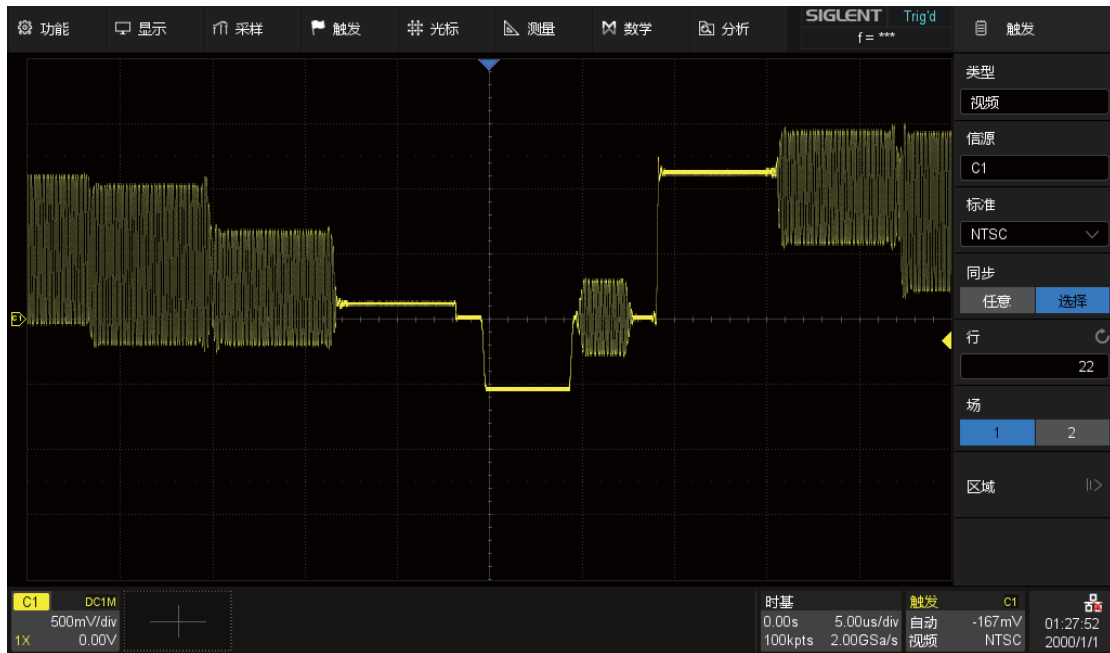 功能 显示 采样 触发 光标 测量 数学 分析 SIGLENT Trig'd 触发
f = ***
类型
视频
信源
C1
标准
NTSC
同步
任意 选择
行
22
场
1 2
区域
C1
C1 DC1M 时基 触发 C1
500mV/div 0.00s 5.00us/div 自动 -167mV 01:27:52
1X 0.00V 100kpts 2.00GSa/s 视频 NTSC 2000/1/1